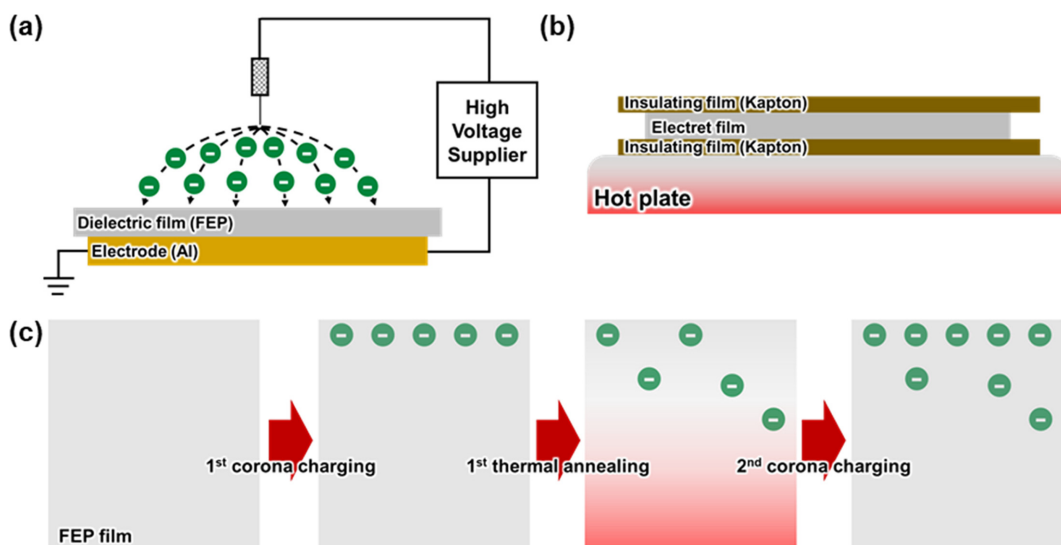 (a)
High
Voltage
Supplier
Dielectric film (FEP)
Electrode (Al)
(b)
Insulating film (Kapton)
Electret film
Insulating film (Kapton)
Hot plate
(c)
1st corona charging
1st thermal annealing
2nd corona charging
FEP film